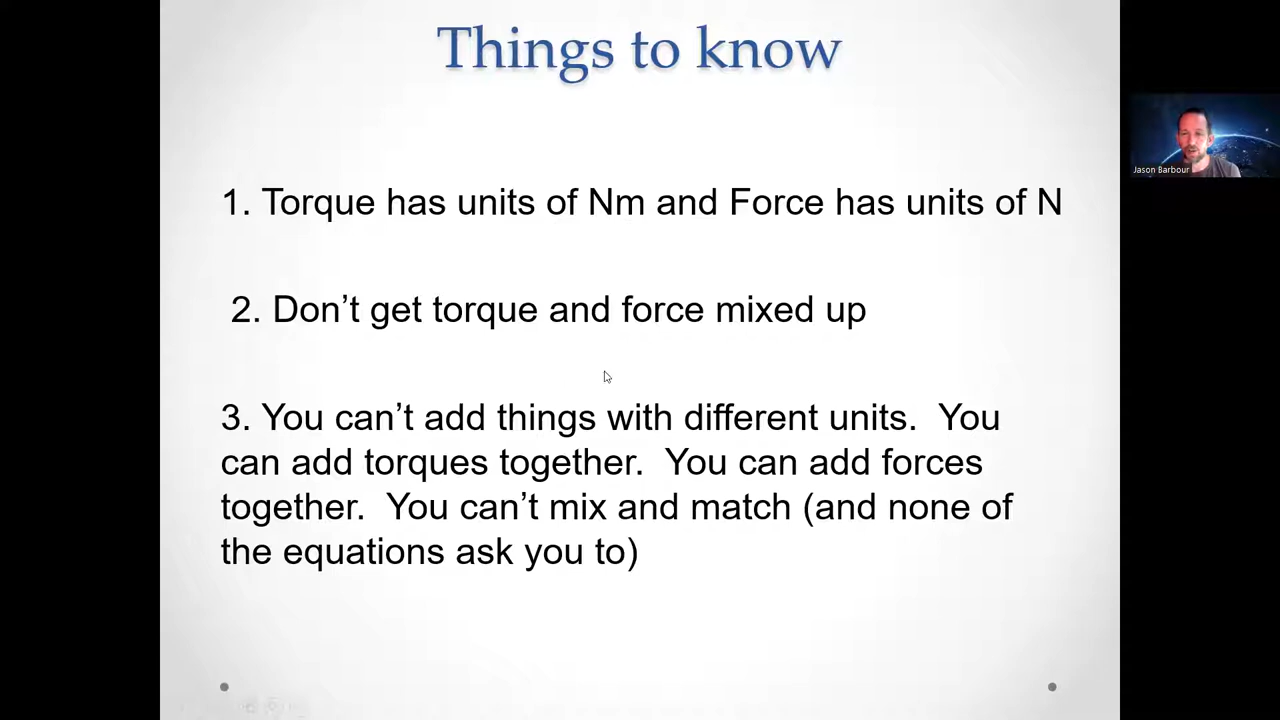 Things to know
1. Torque has units of Nm and Force has units of N
2. Don’t get torque and force mixed up
3. You can’t add things with different units.  You
can add torques together.  You can add forces
together.  You can’t mix and match (and none of
the equations ask you to)
Jason Barbour